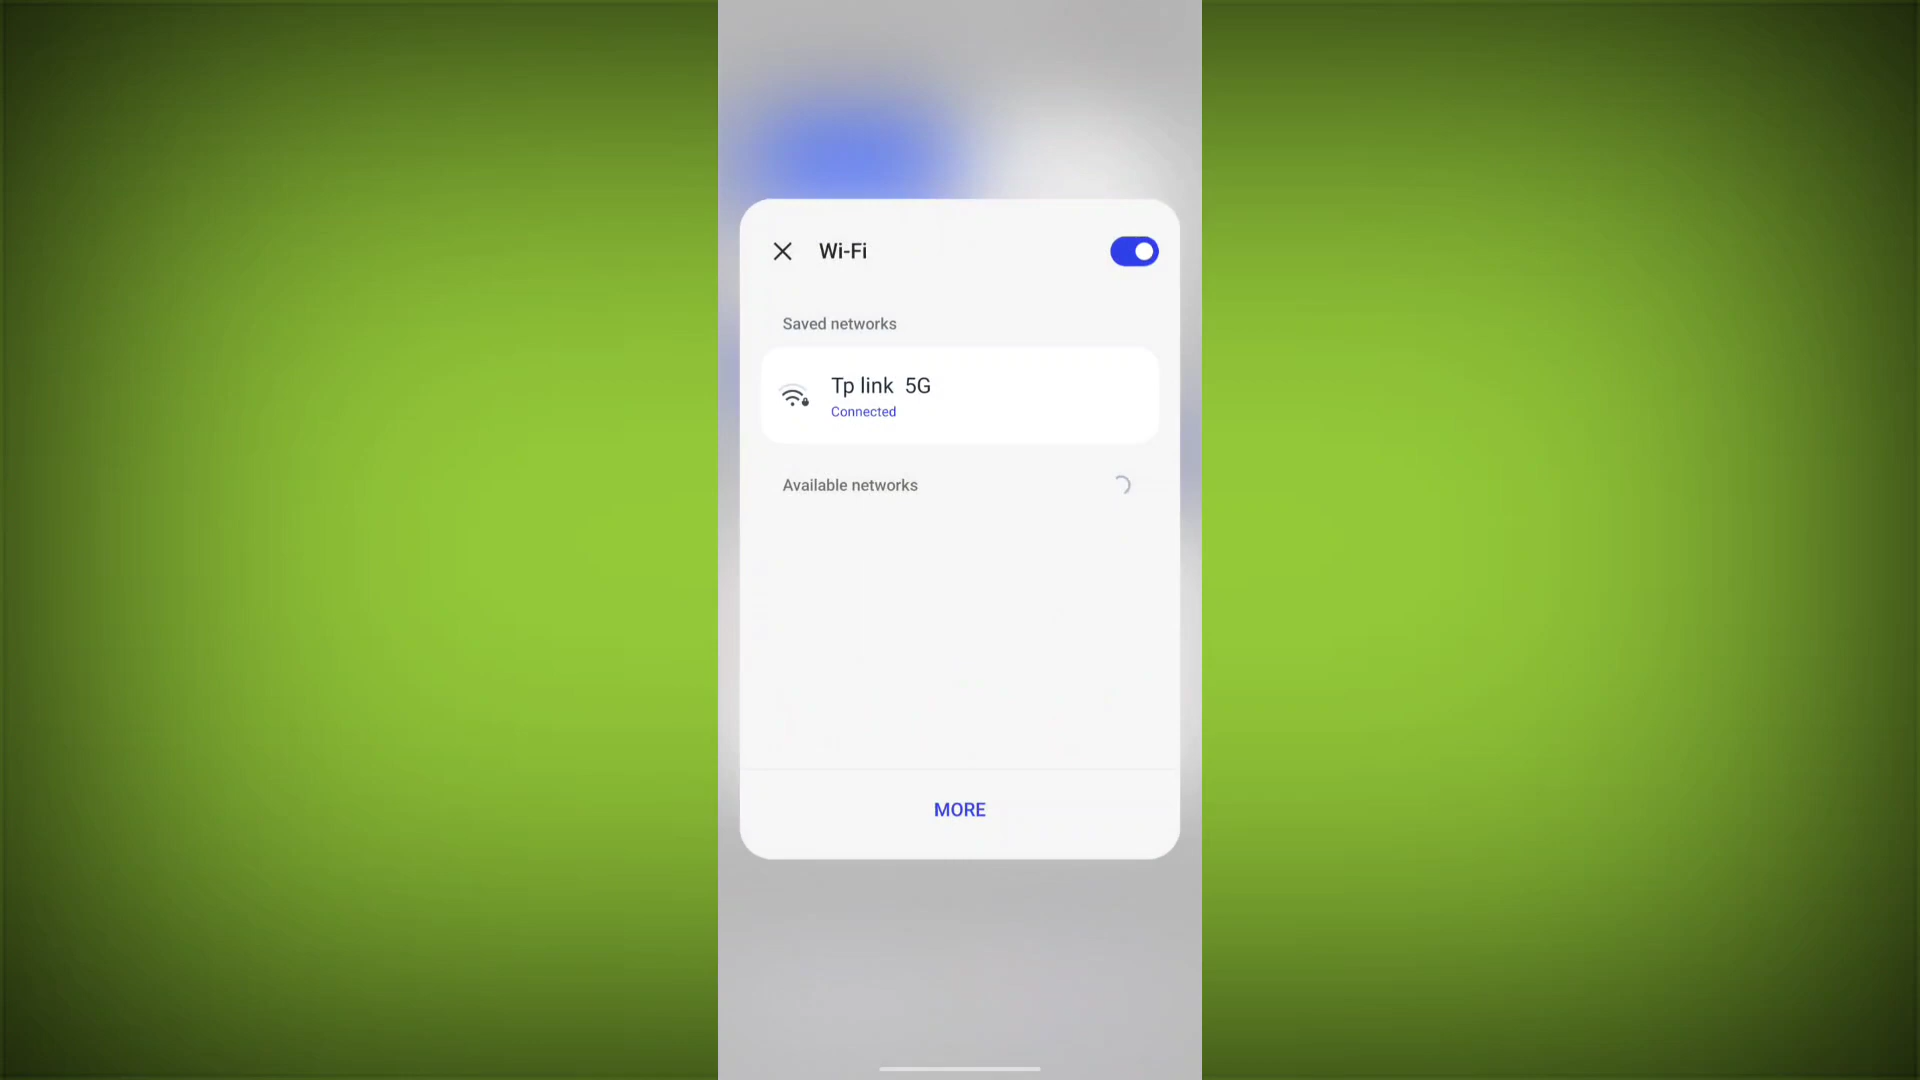 Wi-Fi
Saved networks
Tp link  5G
Connected
Available networks
MORE